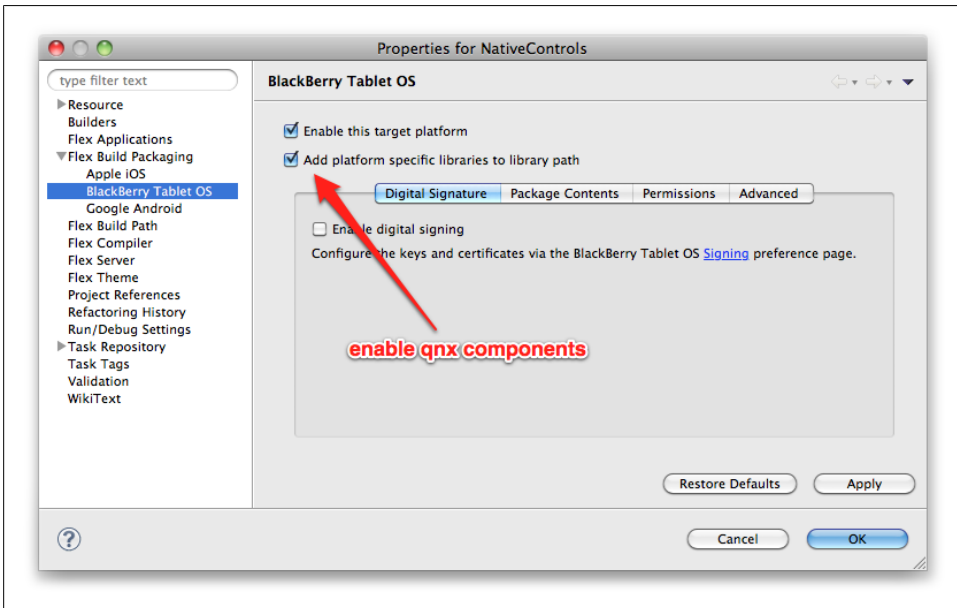 Properties for NativeControls
type filter text
Resource
Builders
Flex Applications
Flex Build Packaging
Apple iOS
BlackBerry Tablet OS
Google Android
Flex Build Path
Flex Compiler
Flex Server
Flex Theme
Project References
Refactoring History
Run/Debug Settings
Task Repository
Task Tags
Validation
WikiText
BlackBerry Tablet OS
Enable this target platform
Add platform specific libraries to library path
Digital Signature Package Contents Permissions Advanced
Enable digital signing
Configure the keys and certificates via the BlackBerry Tablet OS Signing preference page.
enable qnx components
Restore Defaults Apply
? Cancel OK